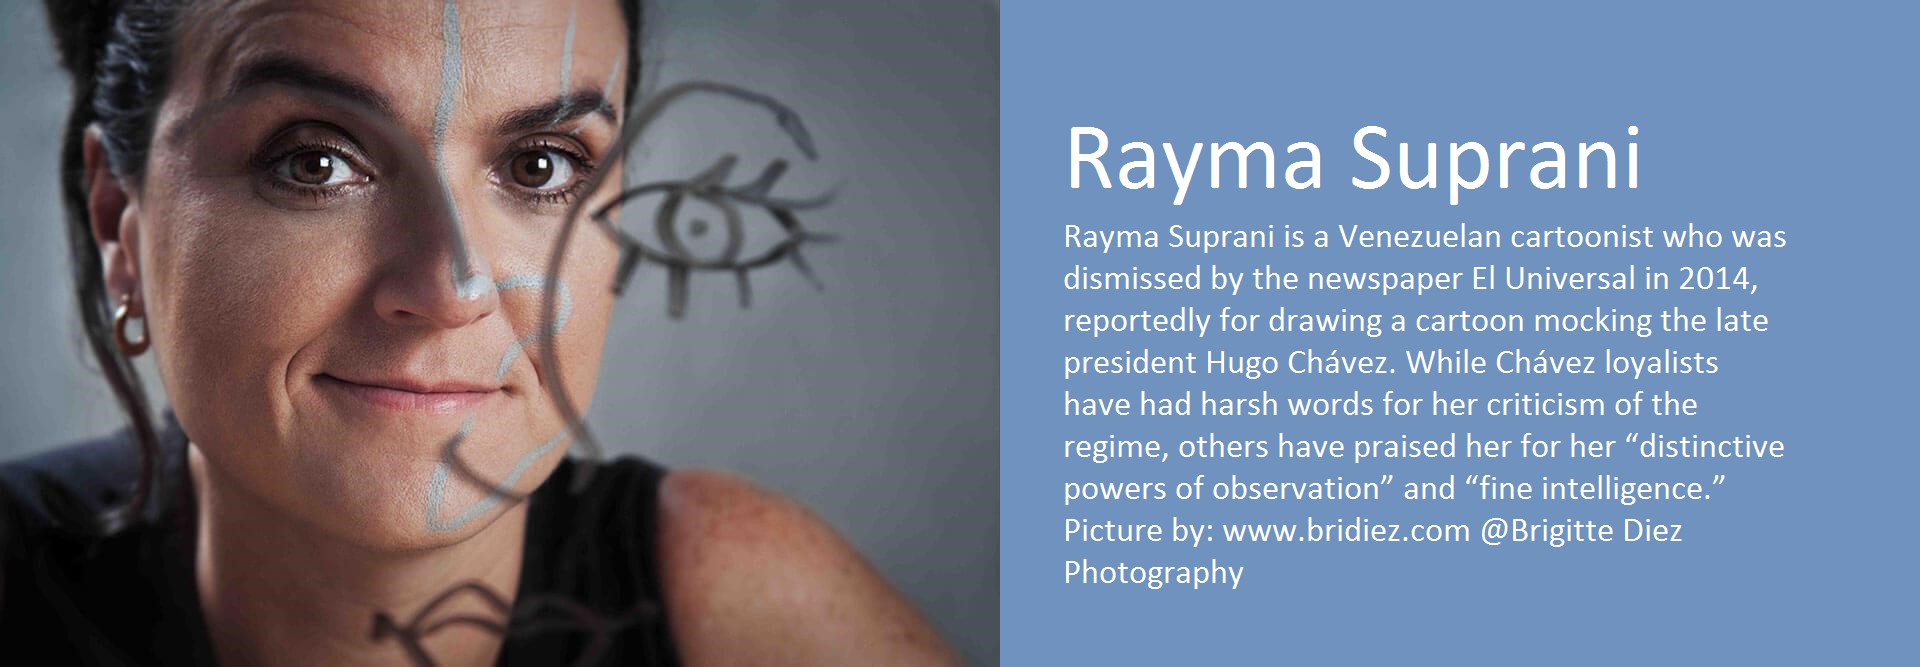 Rayma Suprani
Rayma Suprani is a Venezuelan cartoonist who was
dismissed by the newspaper El Universal in 2014,
reportedly for drawing a cartoon mocking the late
president Hugo Chávez. While Chávez loyalists
have had harsh words for her criticism of the
regime, others have praised her for her “distinctive
powers of observation” and “fine intelligence.”
Picture by: www.bridiez.com @Brigitte Diez
Photography